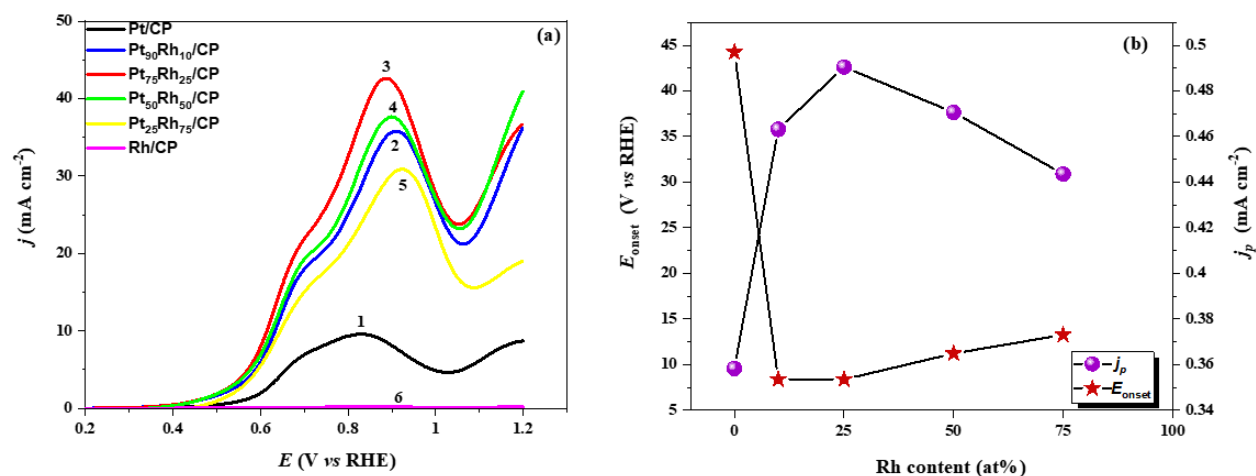 50
40
30
20
10
0
j (mA cm⁻²)
0.2
0.4
0.6
0.8
1
1.2
E (V vs RHE)
(a)
Pt/CP
Pt₉₀Rh₁₀/CP
Pt₇₅Rh₂₅/CP
Pt₅₀Rh₅₀/CP
Pt₂₅Rh₇₅/CP
Rh/CP
3
4
2
5
1
6
(b)
45
40
35
30
25
20
15
10
5
E_onset (V vs RHE)
0.5
0.48
0.46
0.44
0.42
0.4
0.38
0.36
0.34
j_p (mA cm⁻²)
0
25
50
75
100
Rh content (at%)
j_p
E_onset